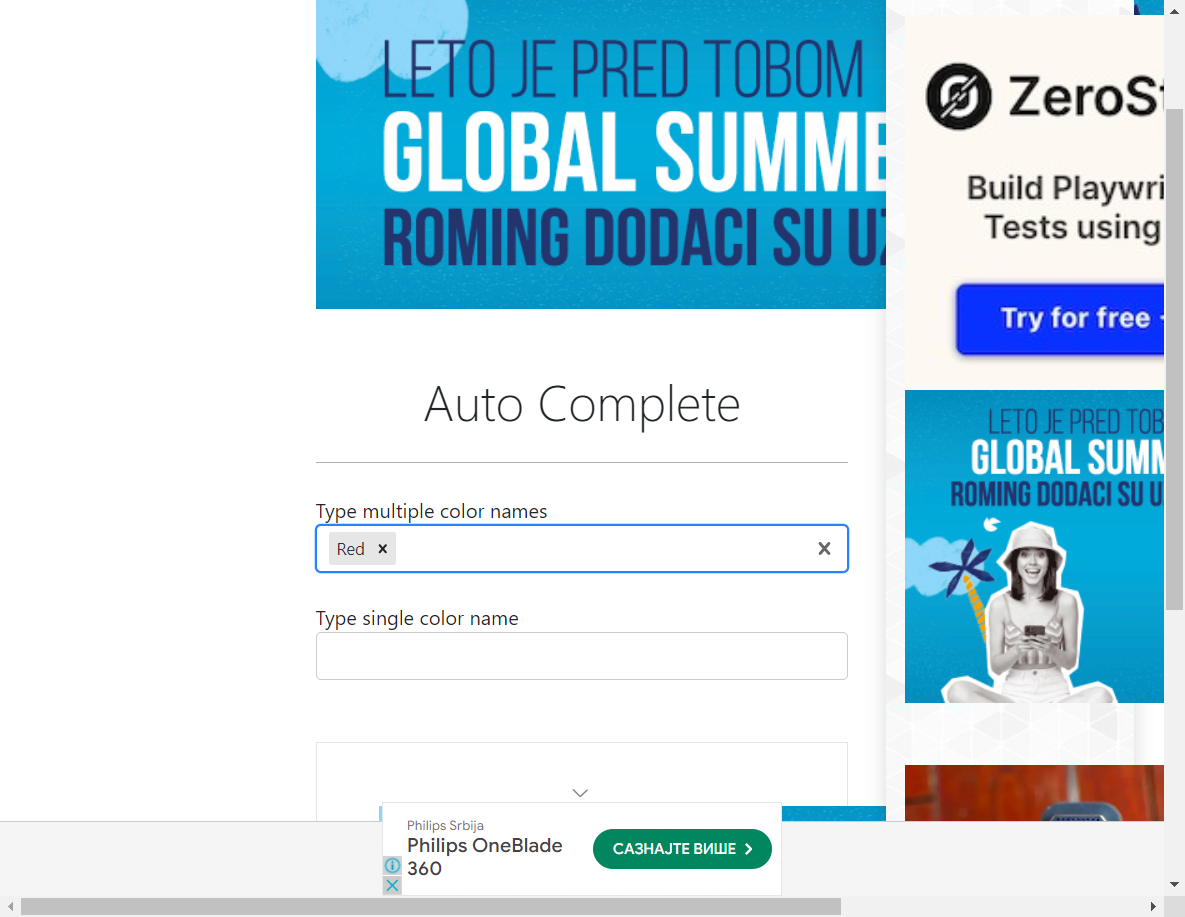 LETO JE PRED TOBOM
GLOBAL SUMME
ROMING DODACI SU UZ
ZeroSt
Build Playwri
Tests using
Try for free
LETO JE PRED TOB
GLOBAL SUMM
ROMING DODACI SU U
Auto Complete
Type multiple color names
Red
Type single color name
Philips Srbija
Philips OneBlade
360
САЗНАЈТЕ ВИШЕ